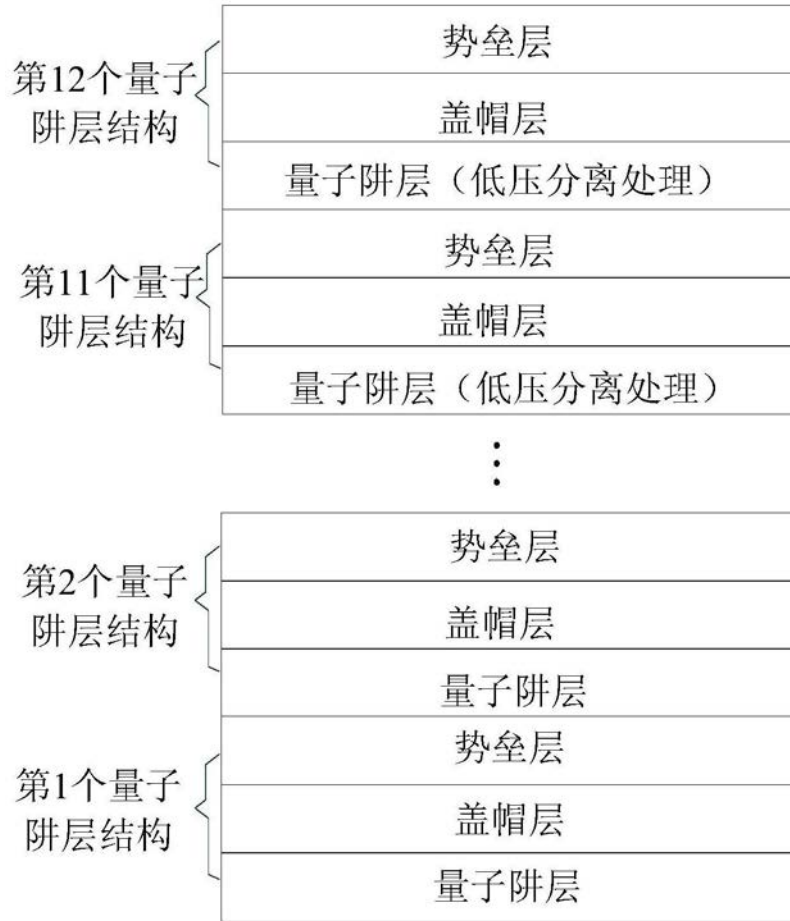 势垒层
第12个量子
阱层结构
盖帽层
量子阱层（低压分离处理）
势垒层
第11个量子
阱层结构
盖帽层
量子阱层（低压分离处理）
势垒层
第2个量子
阱层结构
盖帽层
量子阱层
势垒层
第1个量子
阱层结构
盖帽层
量子阱层